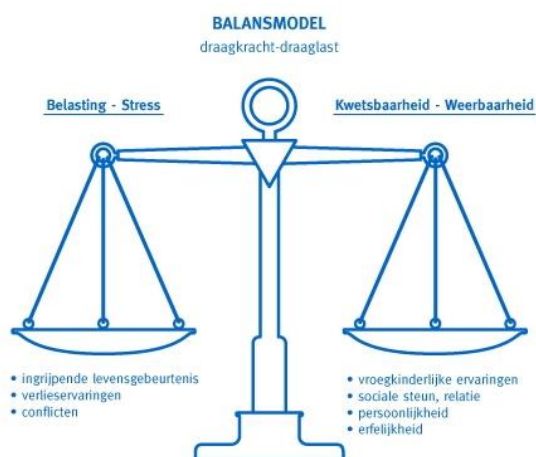 BALANSMODEL
draagkracht-draaglast
Belasting - Stress
Kwetsbaarheid - Weerbaarheid
• ingrijpende levensgebeurtenis
• verlieservaringen
• conflicten
• vroegkinderlijke ervaringen
• sociale steun, relatie
• persoonlijkheid
• erfelijkheid